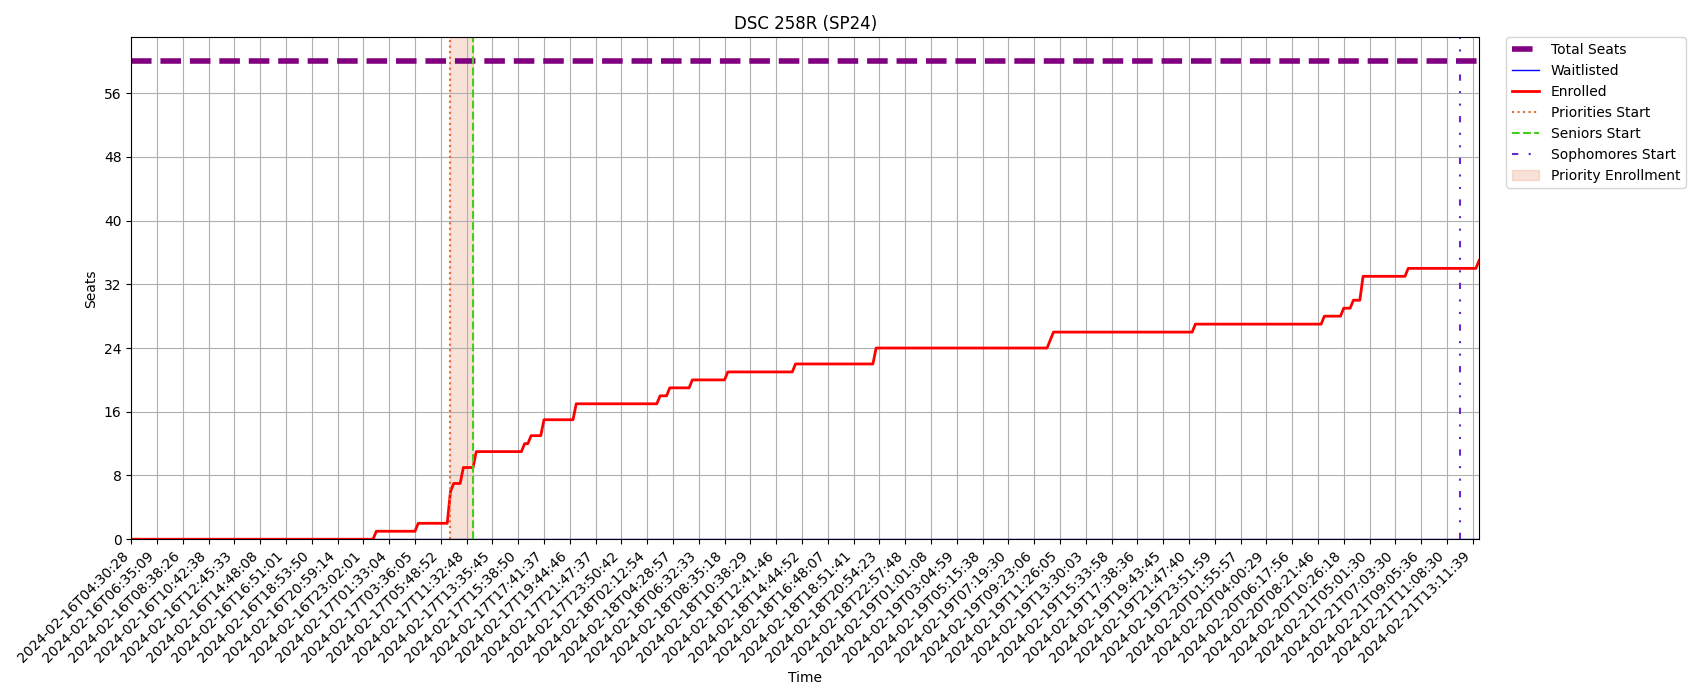 DSC 258R (SP24)
Total Seats
Waitlisted
Enrolled
Priorities Start
Seniors Start
Sophomores Start
Priority Enrollment
Seats
56
48
40
32
24
16
8
0
2024-02-16T04:30:28
2024-02-16T06:35:09
2024-02-16T08:38:26
2024-02-16T10:42:38
2024-02-16T12:45:33
2024-02-16T14:48:09
2024-02-16T16:51:01
2024-02-16T18:53:50
2024-02-16T20:59:14
2024-02-16T23:02:01
2024-02-17T01:33:04
2024-02-17T03:36:05
2024-02-17T05:48:52
2024-02-17T11:32:48
2024-02-17T13:35:45
2024-02-17T15:38:50
2024-02-17T17:41:37
2024-02-17T19:44:46
2024-02-17T21:47:37
2024-02-17T23:50:42
2024-02-18T02:12:54
2024-02-18T04:28:57
2024-02-18T06:32:33
2024-02-18T08:35:18
2024-02-18T10:38:29
2024-02-18T12:41:46
2024-02-18T14:44:52
2024-02-18T16:48:07
2024-02-18T18:51:41
2024-02-18T20:54:23
2024-02-18T22:57:48
2024-02-19T01:01:08
2024-02-19T03:04:59
2024-02-19T05:15:38
2024-02-19T07:19:30
2024-02-19T09:23:06
2024-02-19T11:26:05
2024-02-19T13:30:03
2024-02-19T15:33:58
2024-02-19T17:38:36
2024-02-19T19:43:45
2024-02-19T21:47:40
2024-02-19T23:51:59
2024-02-20T01:55:57
2024-02-20T04:00:29
2024-02-20T06:17:56
2024-02-20T08:21:46
2024-02-20T10:26:18
2024-02-21T05:01:30
2024-02-21T07:03:30
2024-02-21T09:05:36
2024-02-21T11:08:30
2024-02-21T13:11:39
Time